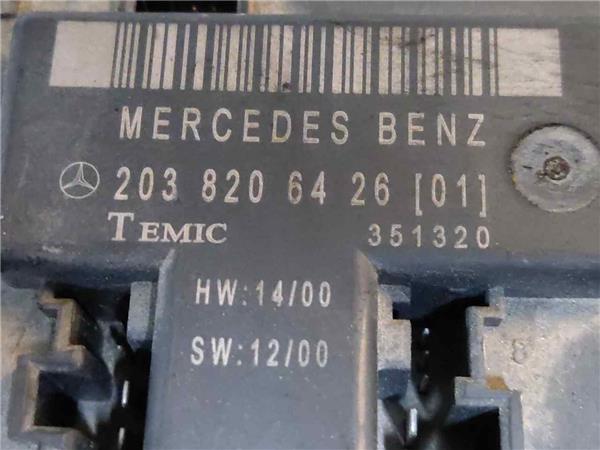 MERCEDES BENZ
203 820 64 26 [01]
TEMIC 351320
HW:14/00
SW:12/00